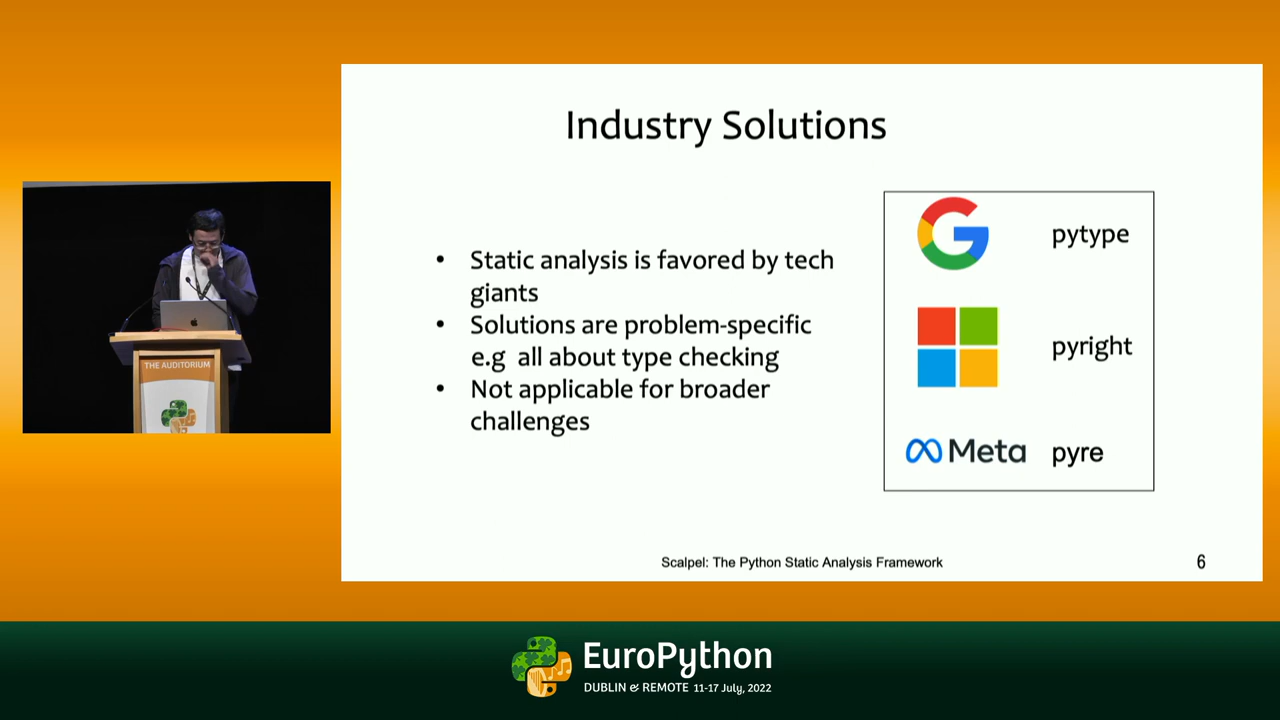 Industry Solutions
• Static analysis is favored by tech
giants
• Solutions are problem-specific
e.g all about type checking
• Not applicable for broader
challenges
pytype
pyright
Meta pyre
Scalpel: The Python Static Analysis Framework
6
THE AUDITORIUM
EuroPython
DUBLIN & REMOTE 11-17 July, 2022